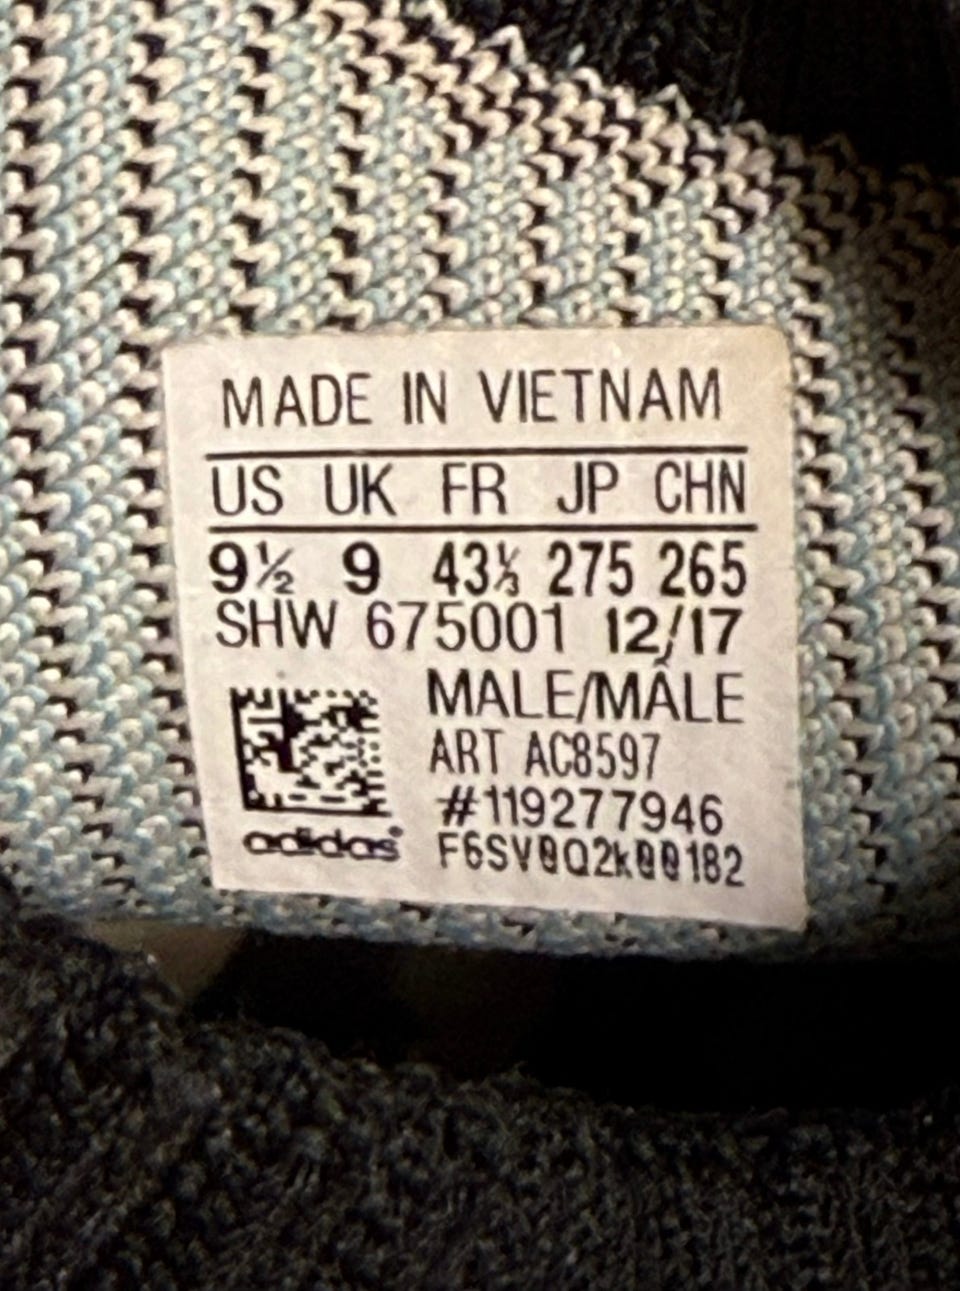 MADE IN VIETNAM
US UK FR JP CHN
9½ 9 43⅓ 275 265
SHW 675001 12/17
MALE/MÂLE
ART AC8597
#119277946
adidas® F6SV0Q2k00182